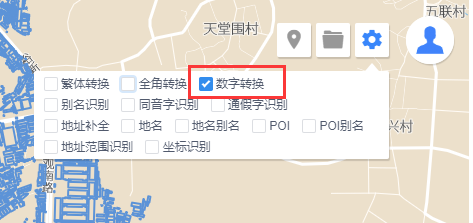 五联村
天堂围村
繁体转换 全角转换 数字转换
别名识别 同音字识别 通假字识别
地址补全 地名 地名别名 POI POI别名
兴村
地址范围识别 坐标识别
观南路